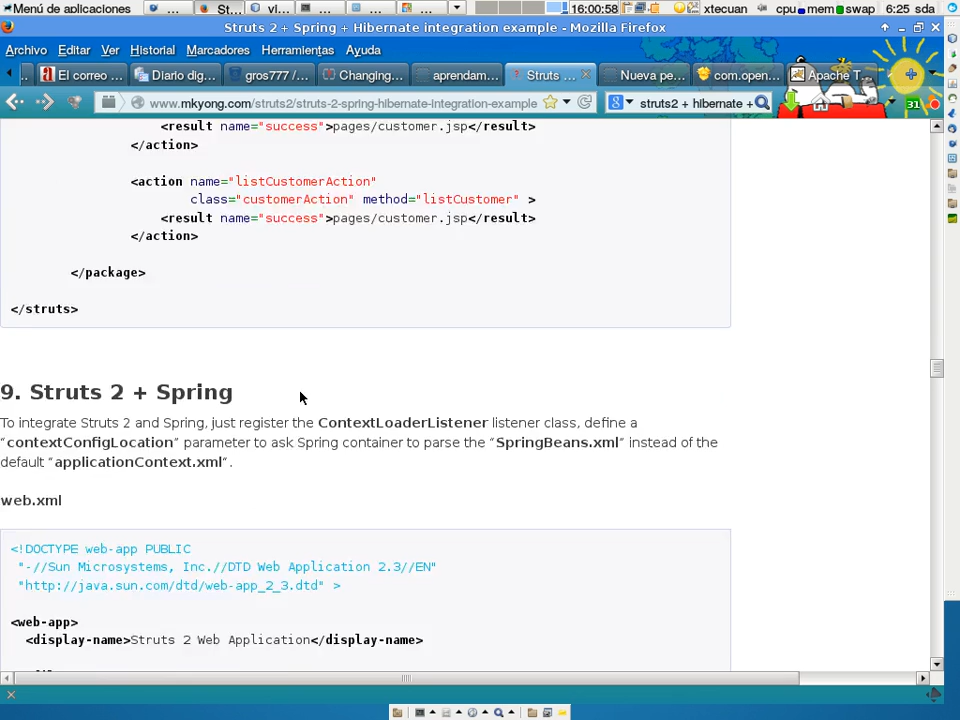 Menú de aplicaciones ... St... vl... ... ... ... 16:00:58 xtecuan cpu mem swap 6:25 sda
Struts 2 + Spring + Hibernate integration example - Mozilla Firefox
Archivo Editar Ver Historial Marcadores Herramientas Ayuda
.. El correo ... Diario dig... gros777 /... Changing... aprendam... Struts ... Nueva pe... com.open... Apache T...
www.mkyong.com/struts2/struts-2-spring-hibernate-integration-example struts2 + hibernate + 31
<result name="success">pages/customer.jsp</result>
</action>
<action name="listCustomerAction"
class="customerAction" method="listCustomer" >
<result name="success">pages/customer.jsp</result>
</action>
</package>
</struts>
9. Struts 2 + Spring
To integrate Struts 2 and Spring, just register the ContextLoaderListener listener class, define a
“contextConfigLocation” parameter to ask Spring container to parse the “SpringBeans.xml” instead of the
default “applicationContext.xml“.
web.xml
<!DOCTYPE web-app PUBLIC
"-//Sun Microsystems, Inc.//DTD Web Application 2.3//EN"
"http://java.sun.com/dtd/web-app_2_3.dtd" >
<web-app>
<display-name>Struts 2 Web Application</display-name>